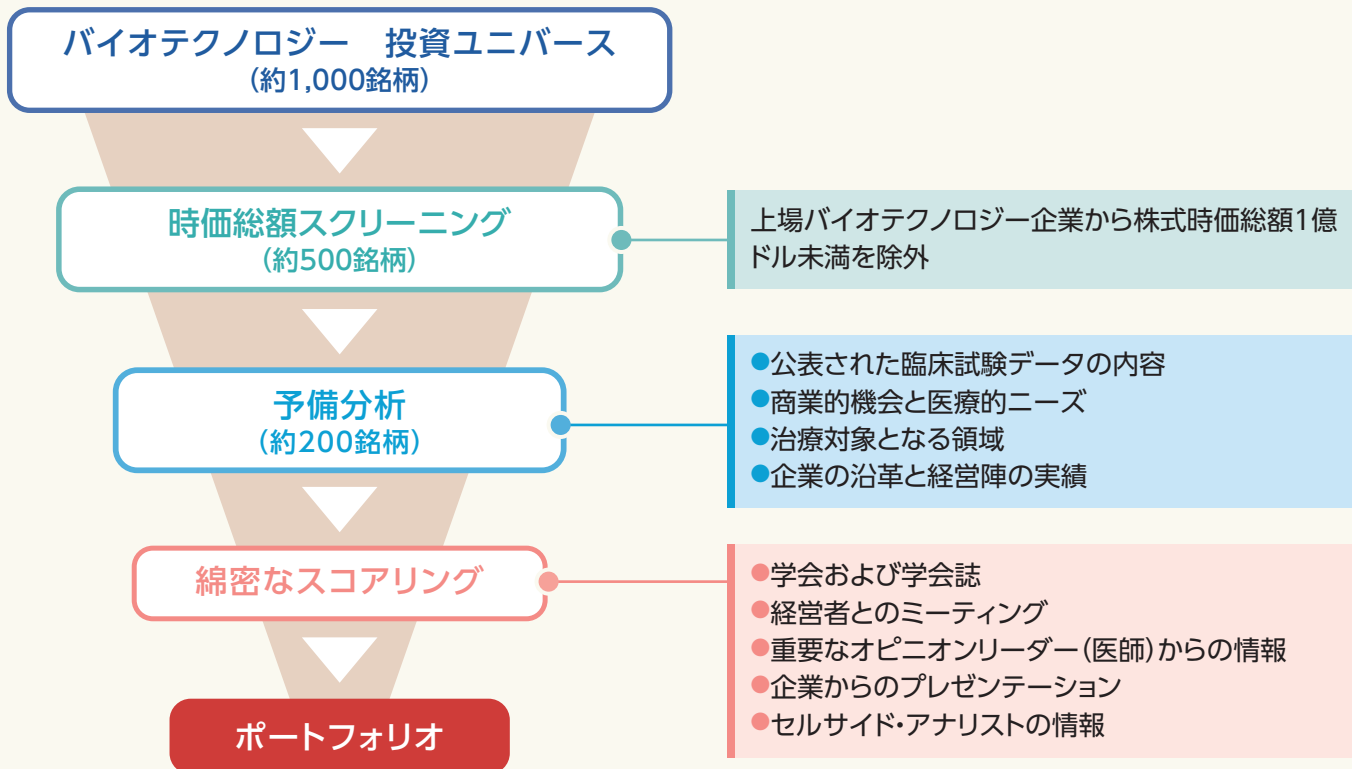 バイオテクノロジー　投資ユニバース
(約1,000銘柄)
時価総額スクリーニング
(約500銘柄)
上場バイオテクノロジー企業から株式時価総額1億
ドル未満を除外
予備分析
(約200銘柄)
●公表された臨床試験データの内容
●商業的機会と医療的ニーズ
●治療対象となる領域
●企業の沿革と経営陣の実績
綿密なスコアリング
●学会および学会誌
●経営者とのミーティング
●重要なオピニオンリーダー(医師)からの情報
●企業からのプレゼンテーション
●セルサイド・アナリストの情報
ポートフォリオ